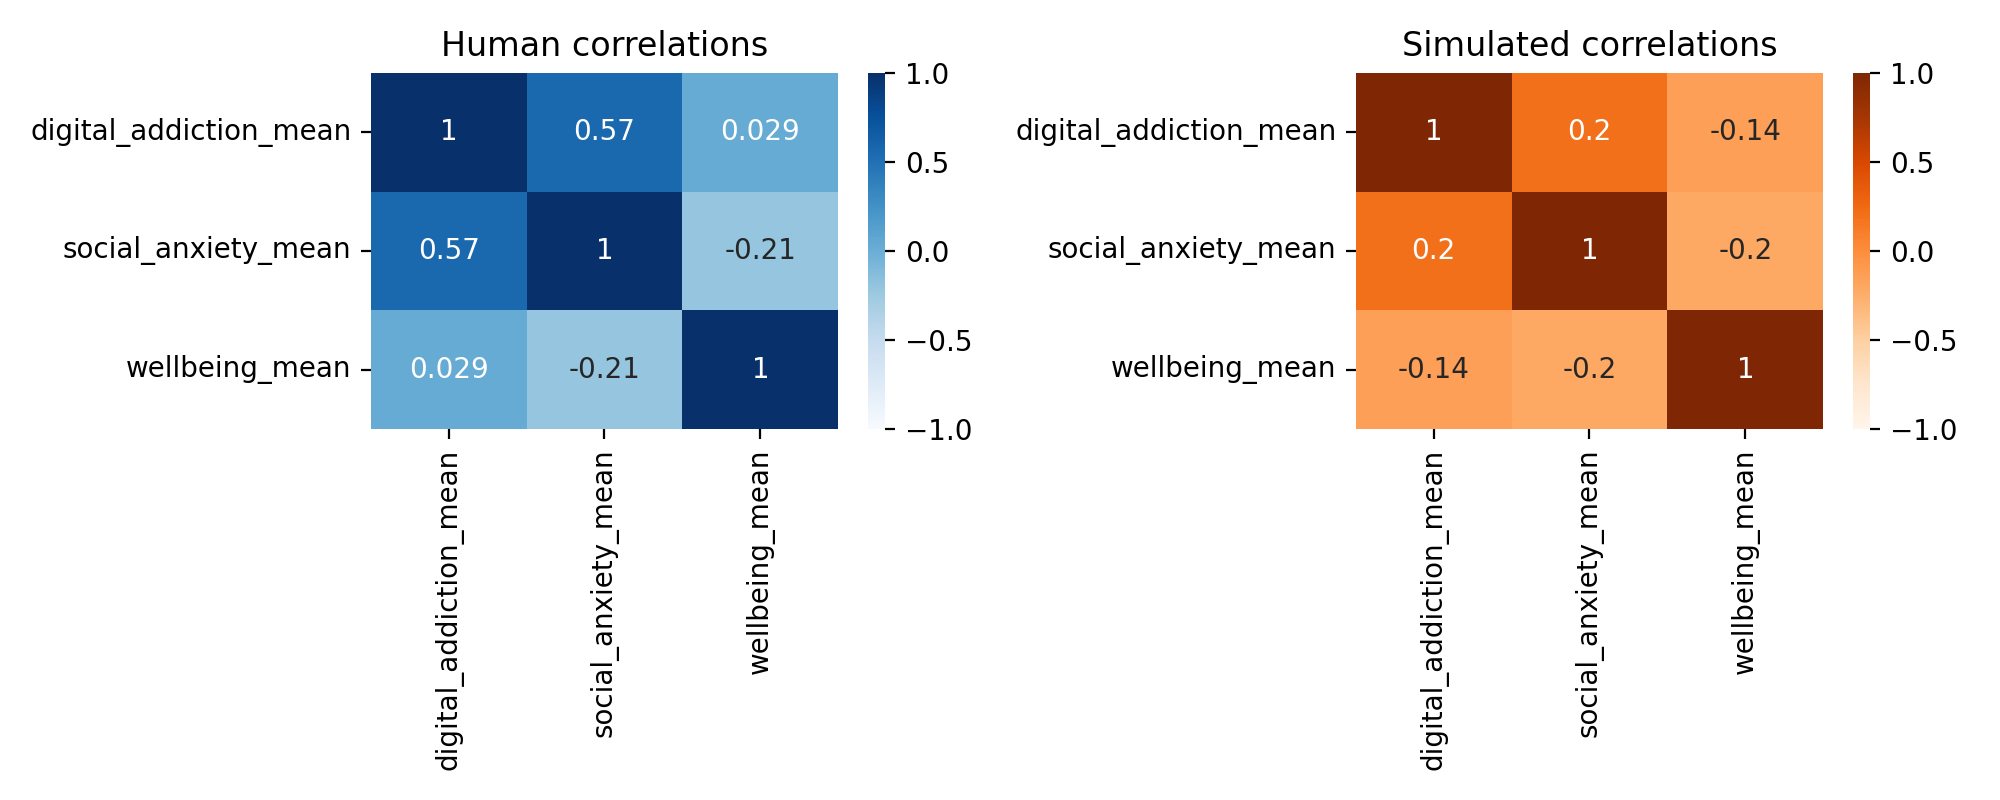 Human correlations
digital_addiction_mean
social_anxiety_mean
wellbeing_mean
1 0.57 0.029
0.57 1 -0.21
0.029 -0.21 1
digital_addiction_mean
social_anxiety_mean
wellbeing_mean
1.0
0.5
0.0
−0.5
−1.0
Simulated correlations
digital_addiction_mean
social_anxiety_mean
wellbeing_mean
1 0.2 -0.14
0.2 1 -0.2
-0.14 -0.2 1
digital_addiction_mean
social_anxiety_mean
wellbeing_mean
1.0
0.5
0.0
−0.5
−1.0